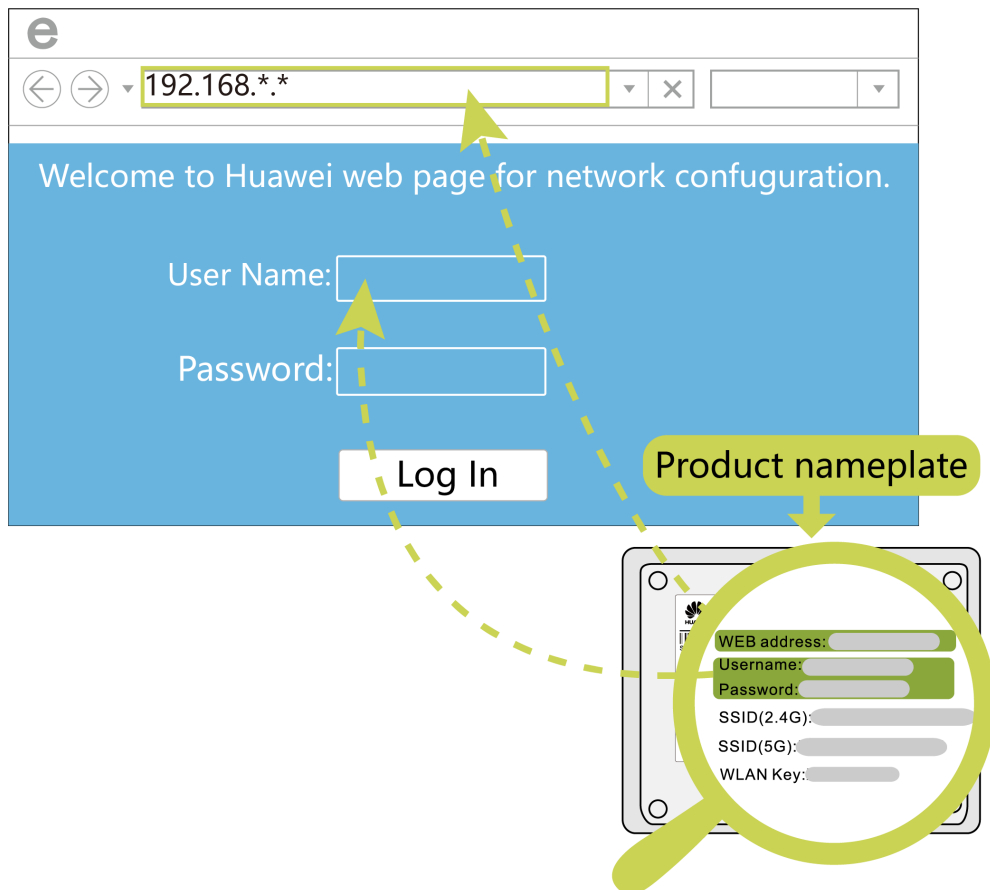 e
192.168.*.*
Welcome to Huawei web page for network confuguration.
User Name:
Password:
Log In
Product nameplate
WEB address:
Username:
Password:
SSID(2.4G):
SSID(5G):
WLAN Key: